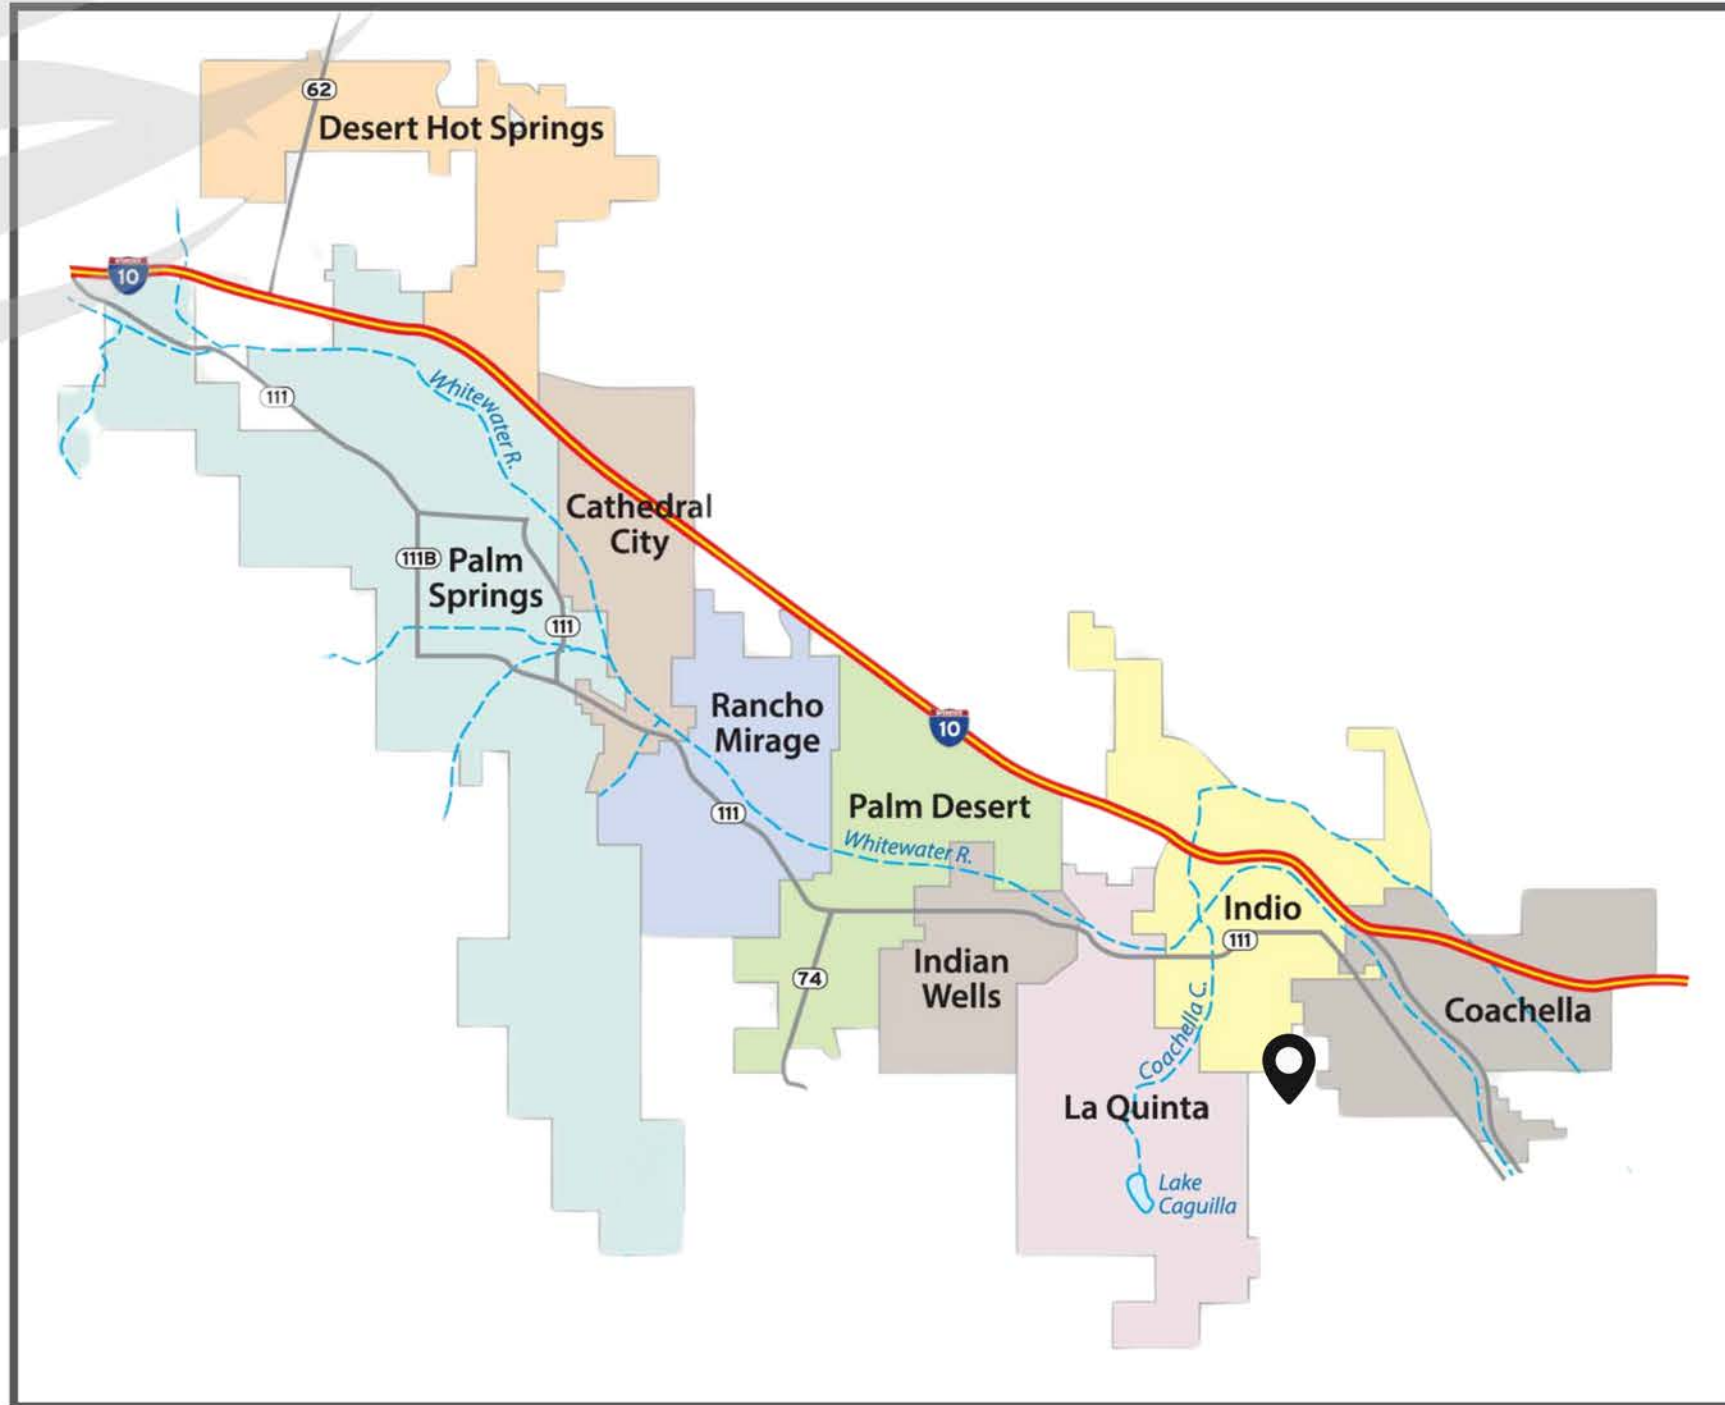 62
Desert Hot Springs
10
111
Whitewater R.
Cathedral
City
111B
Palm
Springs
111
Rancho
Mirage
10
111
Palm Desert
Whitewater R.
Indio
111
Indian
Wells
74
Coachella C.
Coachella
La Quinta
Lake
Caguilla